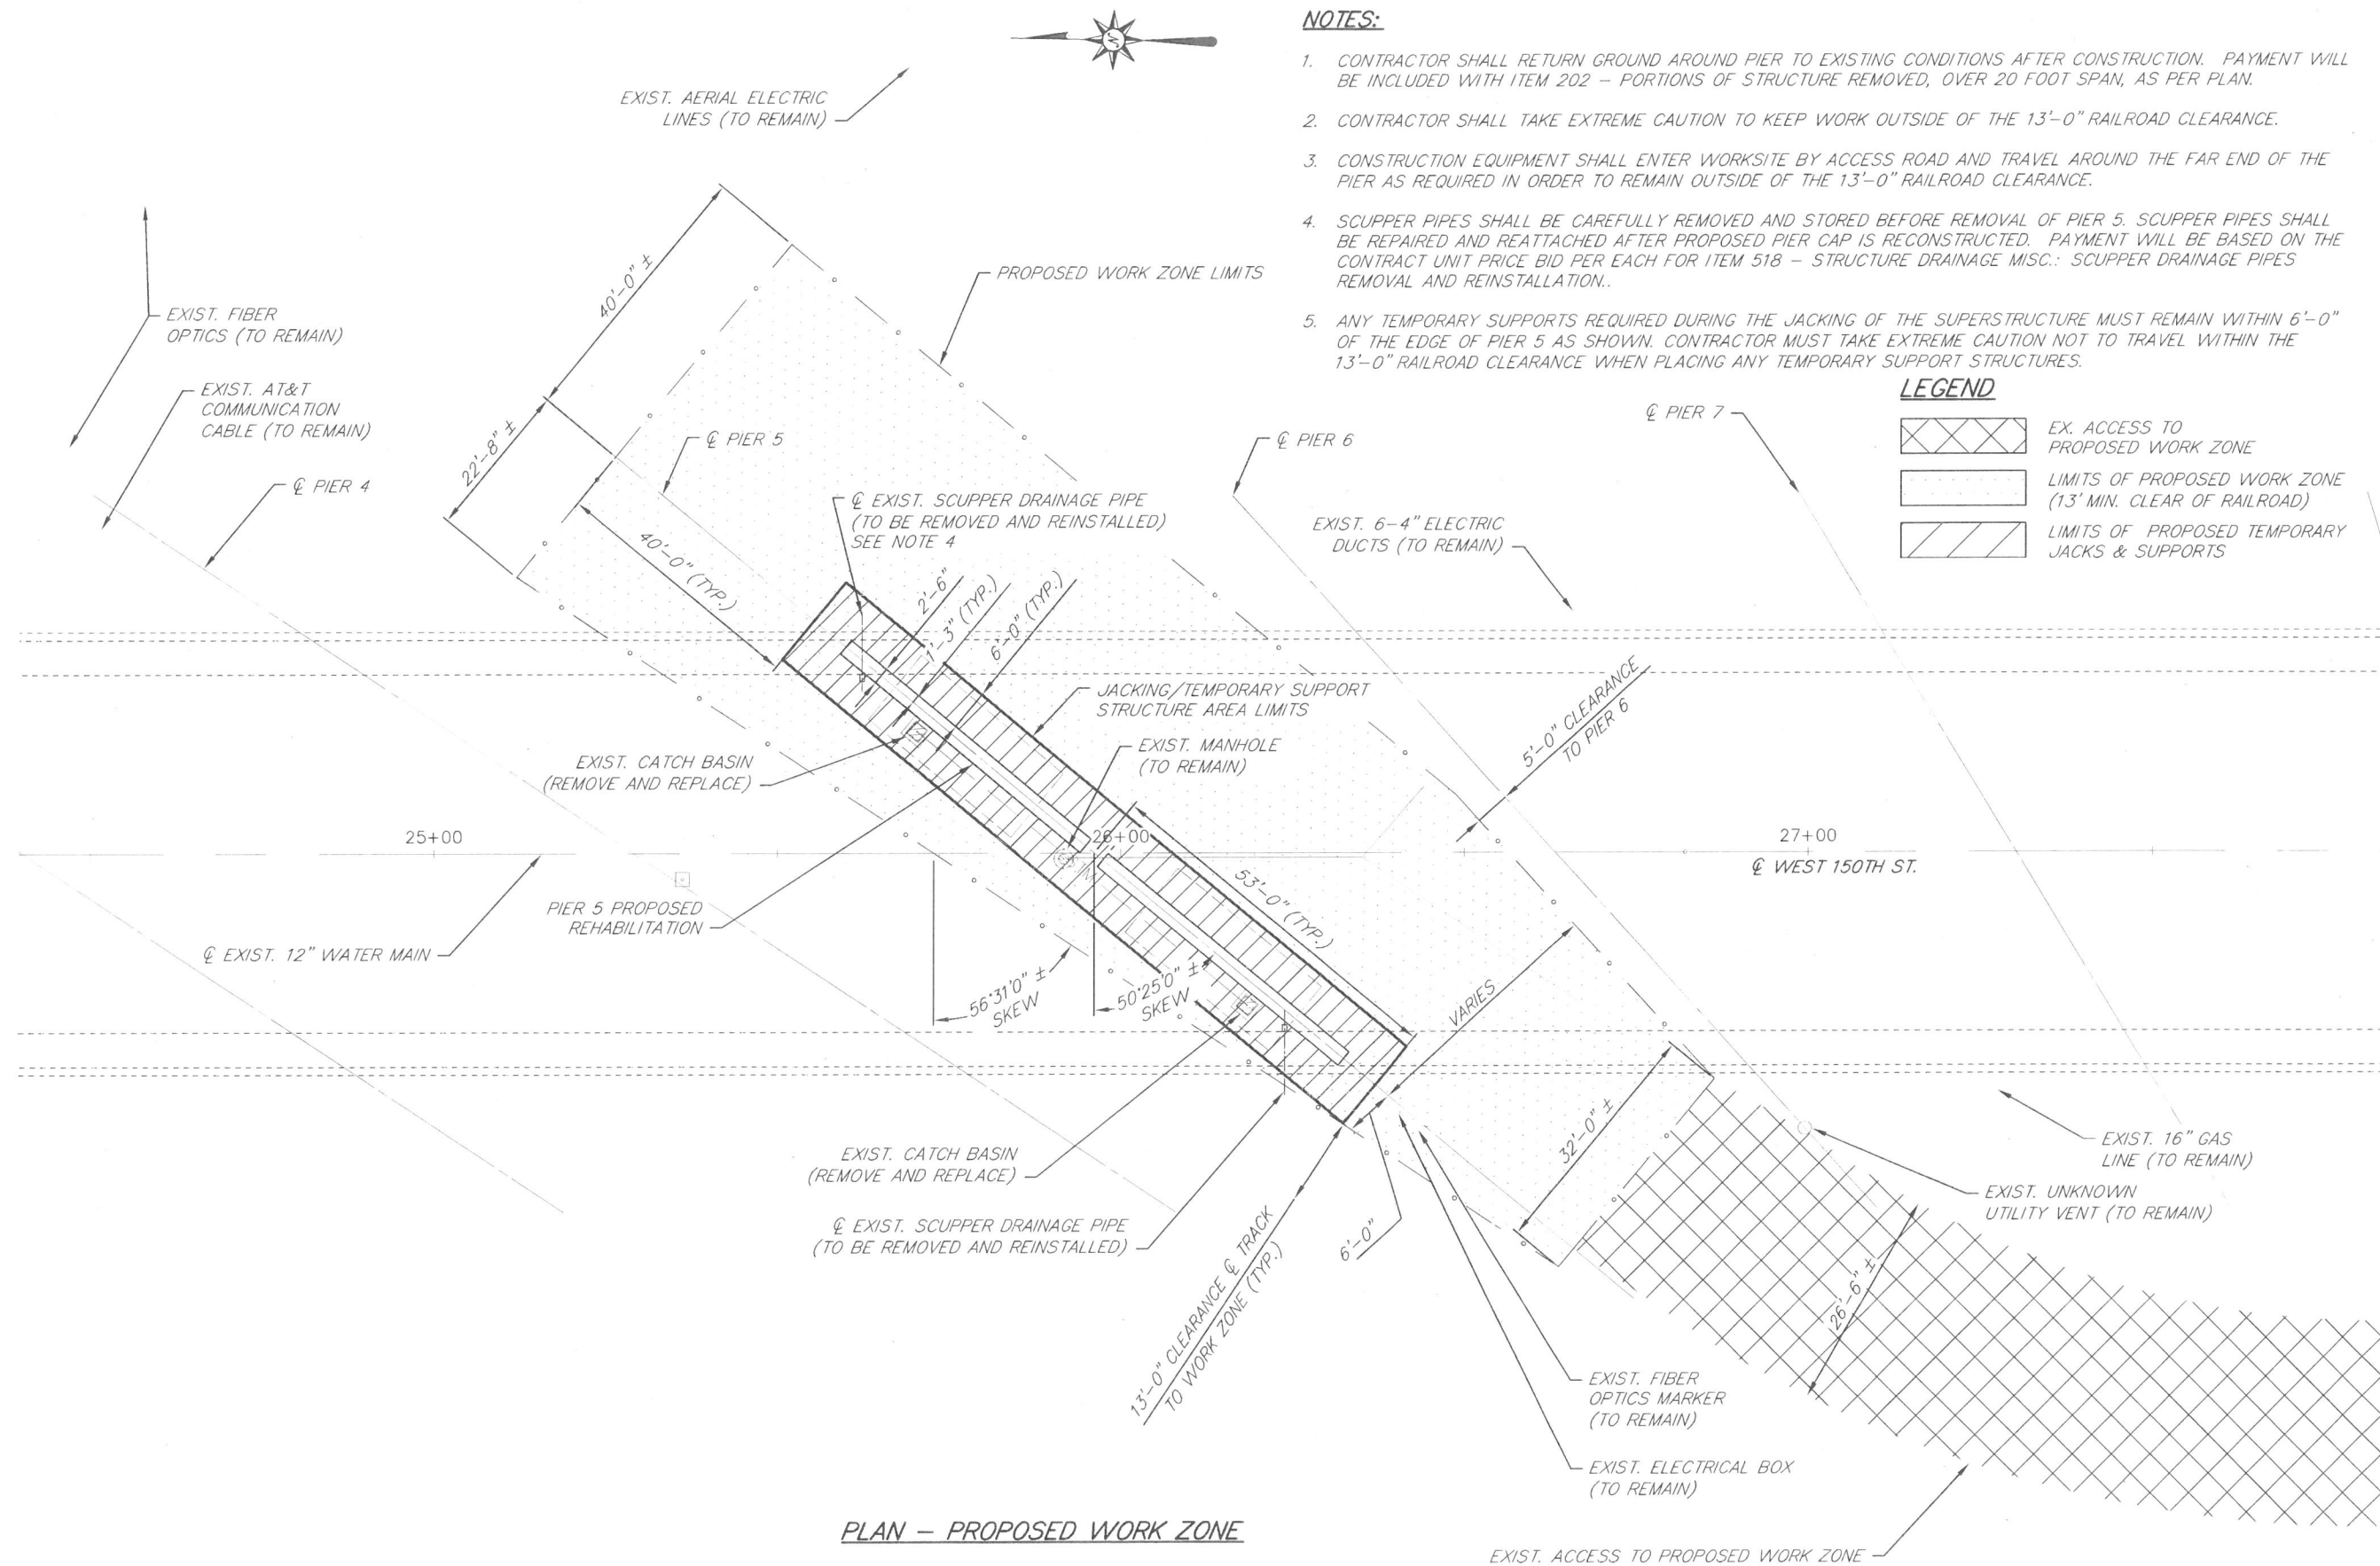 NOTES:
1. CONTRACTOR SHALL RETURN GROUND AROUND PIER TO EXISTING CONDITIONS AFTER CONSTRUCTION. PAYMENT WILL
BE INCLUDED WITH ITEM 202 – PORTIONS OF STRUCTURE REMOVED, OVER 20 FOOT SPAN, AS PER PLAN.
2. CONTRACTOR SHALL TAKE EXTREME CAUTION TO KEEP WORK OUTSIDE OF THE 13'–0" RAILROAD CLEARANCE.
3. CONSTRUCTION EQUIPMENT SHALL ENTER WORKSITE BY ACCESS ROAD AND TRAVEL AROUND THE FAR END OF THE
PIER AS REQUIRED IN ORDER TO REMAIN OUTSIDE OF THE 13'–0" RAILROAD CLEARANCE.
4. SCUPPER PIPES SHALL BE CAREFULLY REMOVED AND STORED BEFORE REMOVAL OF PIER 5. SCUPPER PIPES SHALL
BE REPAIRED AND REATTACHED AFTER PROPOSED PIER CAP IS RECONSTRUCTED. PAYMENT WILL BE BASED ON THE
CONTRACT UNIT PRICE BID PER EACH FOR ITEM 518 – STRUCTURE DRAINAGE MISC.: SCUPPER DRAINAGE PIPES
REMOVAL AND REINSTALLATION..
5. ANY TEMPORARY SUPPORTS REQUIRED DURING THE JACKING OF THE SUPERSTRUCTURE MUST REMAIN WITHIN 6'–0"
OF THE EDGE OF PIER 5 AS SHOWN. CONTRACTOR MUST TAKE EXTREME CAUTION NOT TO TRAVEL WITHIN THE
13'–0" RAILROAD CLEARANCE WHEN PLACING ANY TEMPORARY SUPPORT STRUCTURES.
LEGEND
EX. ACCESS TO
PROPOSED WORK ZONE
LIMITS OF PROPOSED WORK ZONE
(13' MIN. CLEAR OF RAILROAD)
LIMITS OF PROPOSED TEMPORARY
JACKS & SUPPORTS
N
EXIST. AERIAL ELECTRIC
LINES (TO REMAIN)
40'–0" ±
PROPOSED WORK ZONE LIMITS
EXIST. FIBER
OPTICS (TO REMAIN)
EXIST. AT&T
COMMUNICATION
CABLE (TO REMAIN)
22'–8" ±
℄ PIER 4
℄ PIER 5
℄ PIER 6
℄ PIER 7
℄ EXIST. SCUPPER DRAINAGE PIPE
(TO BE REMOVED AND REINSTALLED)
SEE NOTE 4
EXIST. 6–4" ELECTRIC
DUCTS (TO REMAIN)
40'–0" (TYP.)
2'–6"
1'–3" (TYP.)
6'–0" (TYP.)
JACKING/TEMPORARY SUPPORT
STRUCTURE AREA LIMITS
5'–0" CLEARANCE
TO PIER 6
EXIST. MANHOLE
(TO REMAIN)
EXIST. CATCH BASIN
(REMOVE AND REPLACE)
25+00
26+00
27+00
℄ WEST 150TH ST.
53'–0" (TYP.)
PIER 5 PROPOSED
REHABILITATION
℄ EXIST. 12" WATER MAIN
56°31'0" ±
SKEW
50°25'0" ±
SKEW
VARIES
32'–0" ±
EXIST. CATCH BASIN
(REMOVE AND REPLACE)
℄ EXIST. SCUPPER DRAINAGE PIPE
(TO BE REMOVED AND REINSTALLED)
13'–0" CLEARANCE ℄ TRACK
TO WORK ZONE (TYP.)
6'–0"
EXIST. 16" GAS
LINE (TO REMAIN)
EXIST. UNKNOWN
UTILITY VENT (TO REMAIN)
26'–6" ±
EXIST. FIBER
OPTICS MARKER
(TO REMAIN)
EXIST. ELECTRICAL BOX
(TO REMAIN)
EXIST. ACCESS TO PROPOSED WORK ZONE
PLAN – PROPOSED WORK ZONE